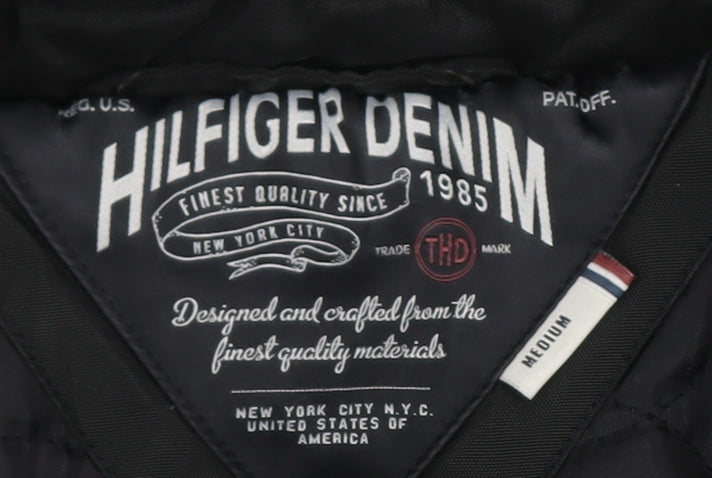 REG. U.S. PAT. OFF.
HILFIGER DENIM
FINEST QUALITY SINCE 1985
NEW YORK CITY
TRADE THD MARK
MEDIUM
Designed and crafted from the
finest quality materials
NEW YORK CITY N.Y.C.
UNITED STATES OF
AMERICA